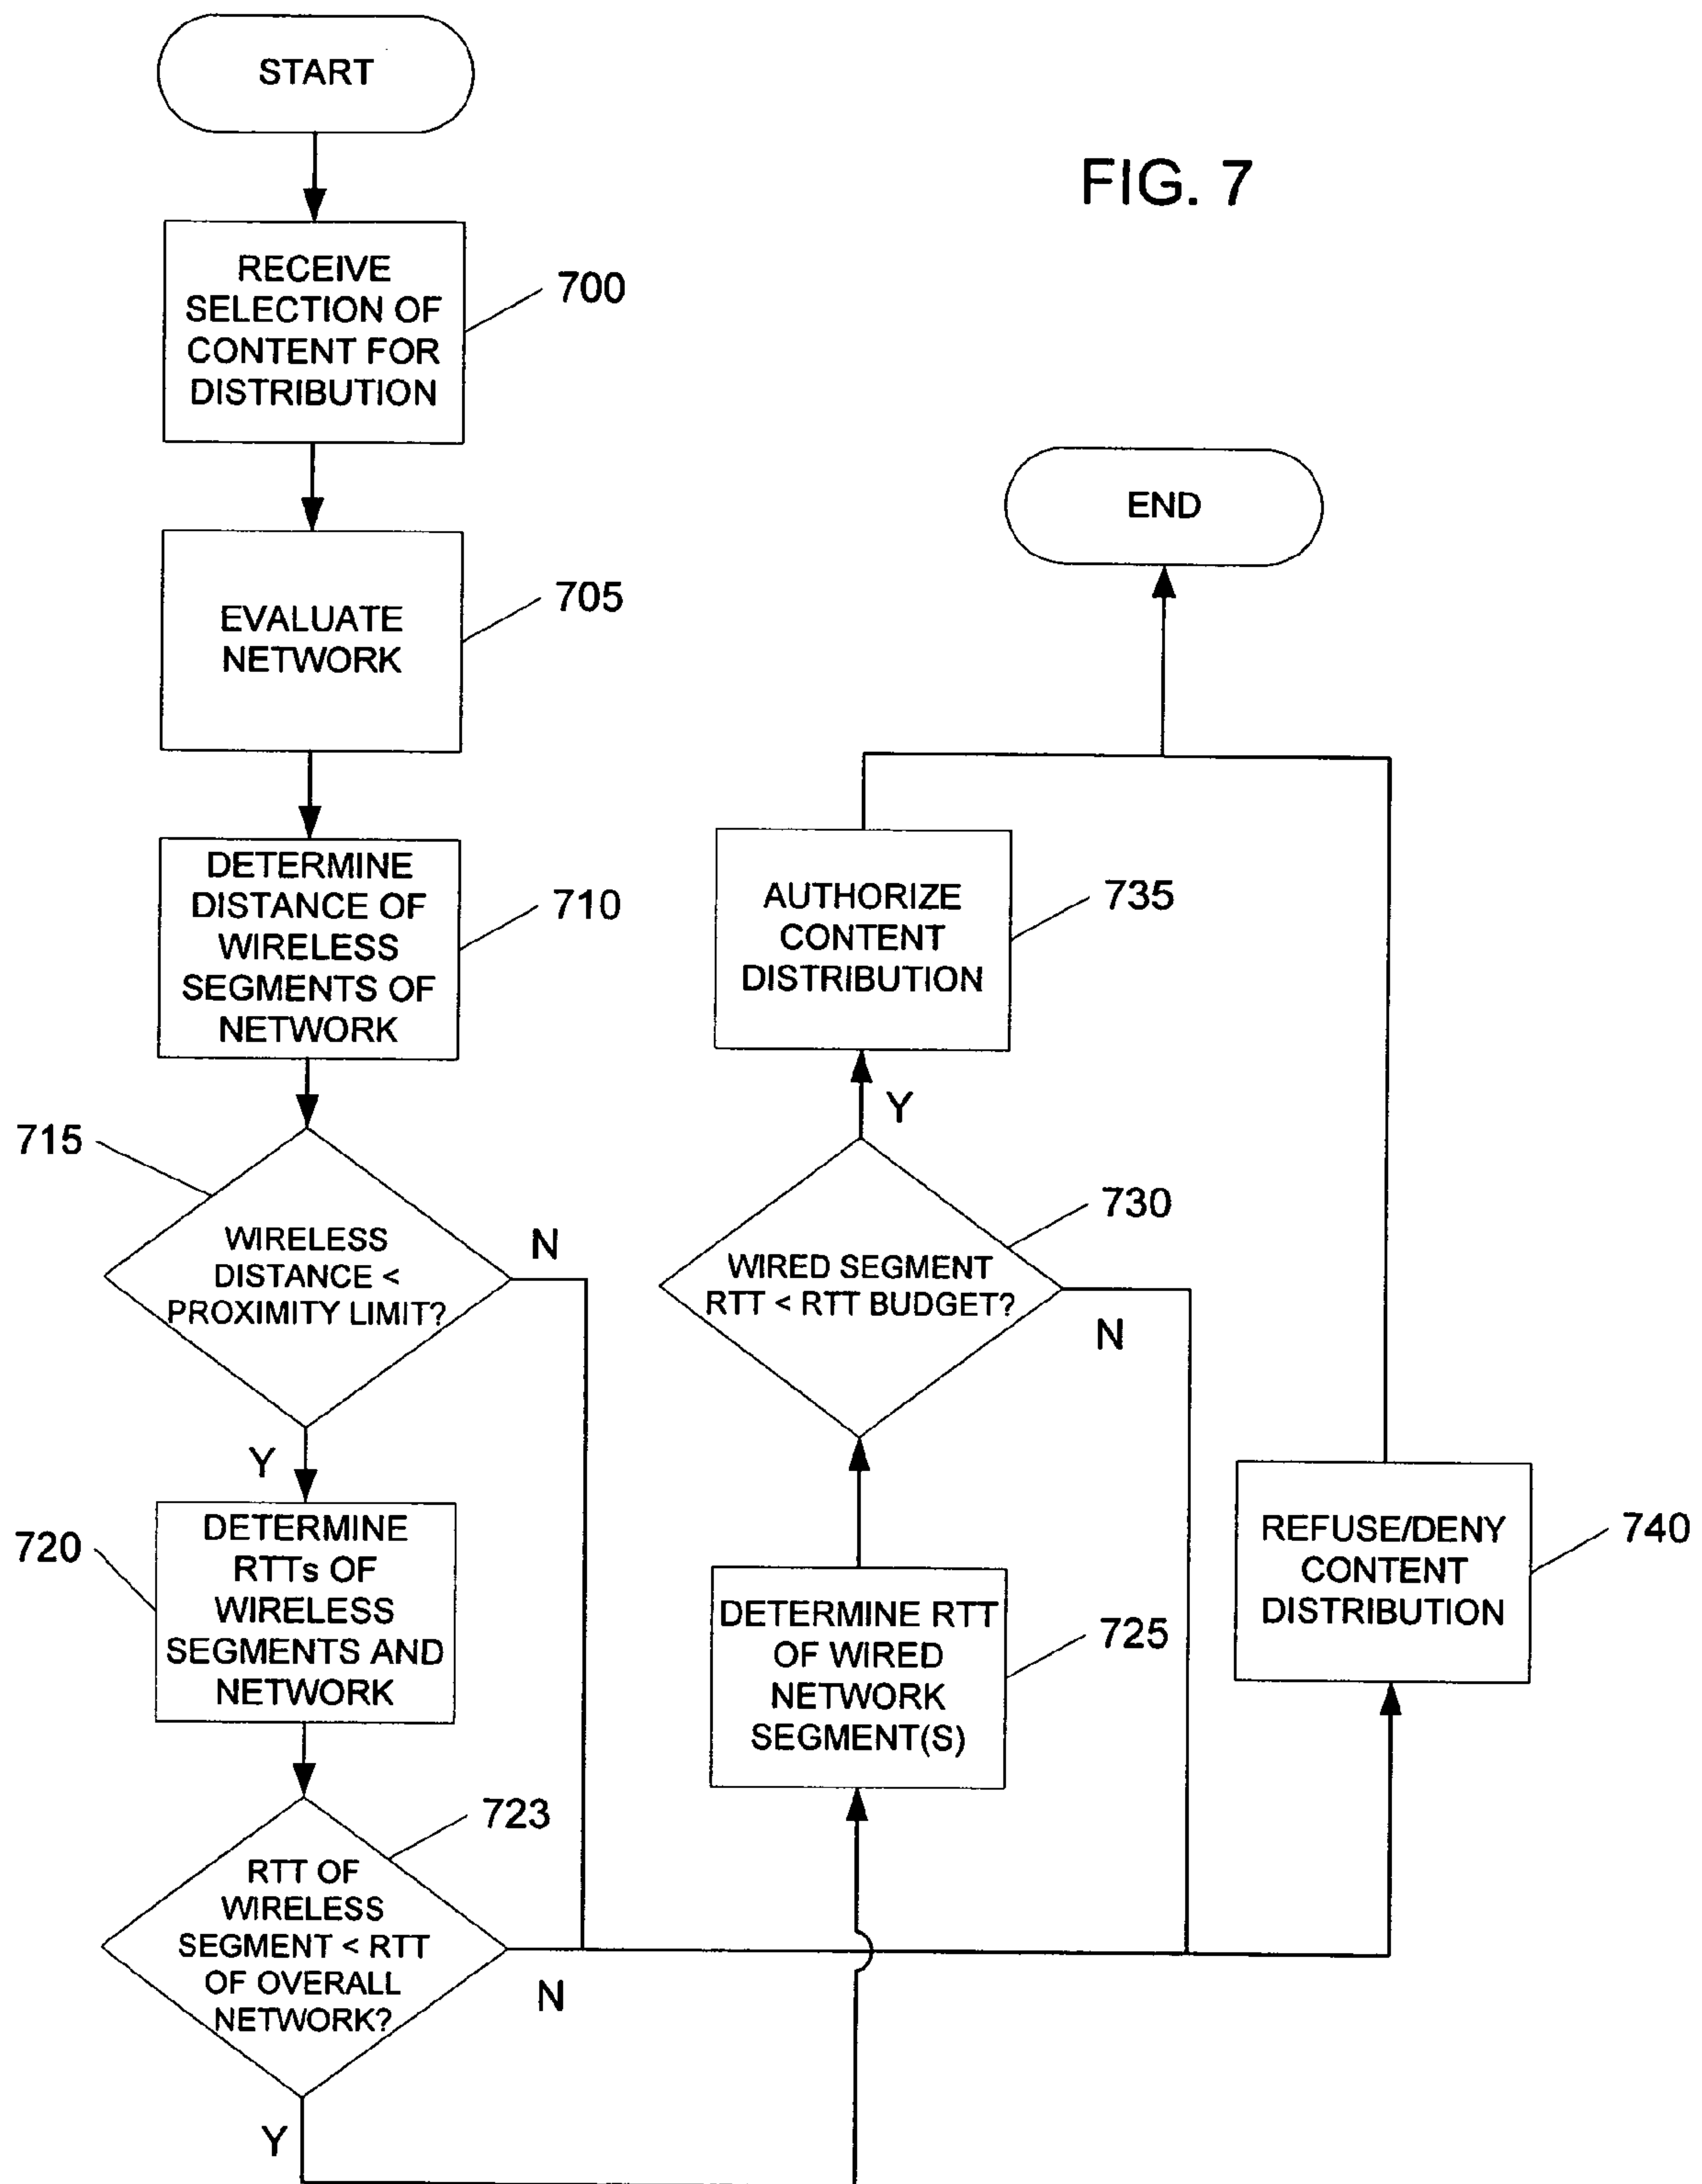 START
FIG. 7
RECEIVE
SELECTION OF
CONTENT FOR
DISTRIBUTION
700
EVALUATE
NETWORK
705
DETERMINE
DISTANCE OF
WIRELESS
SEGMENTS OF
NETWORK
710
715
WIRELESS
DISTANCE <
PROXIMITY LIMIT?
N
Y
720
DETERMINE
RTTs OF
WIRELESS
SEGMENTS AND
NETWORK
723
RTT OF
WIRELESS
SEGMENT < RTT
OF OVERALL
NETWORK?
N
Y
DETERMINE RTT
OF WIRED
NETWORK
SEGMENT(S)
725
WIRED SEGMENT
RTT < RTT BUDGET?
730
N
Y
AUTHORIZE
CONTENT
DISTRIBUTION
735
REFUSE/DENY
CONTENT
DISTRIBUTION
740
END